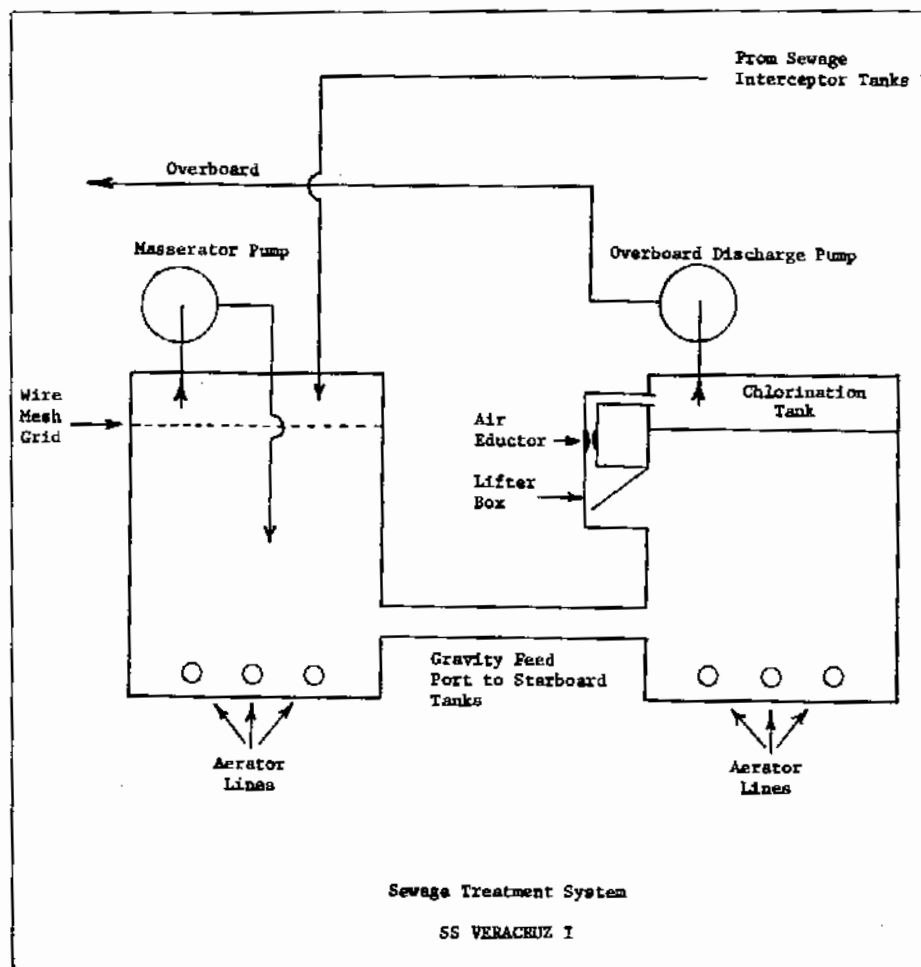 Prom Sewage
Interceptor Tanks
Overboard
Masserator Pump
Overboard Discharge Pump
Wire
Mesh
Grid
Chlorination
Tank
Air
Eductor
Lifter
Box
Gravity Feed
Port to Starboard
Tanks
Aerator
Lines
Aerator
Lines
Sewage Treatment System
SS VERACRUZ I